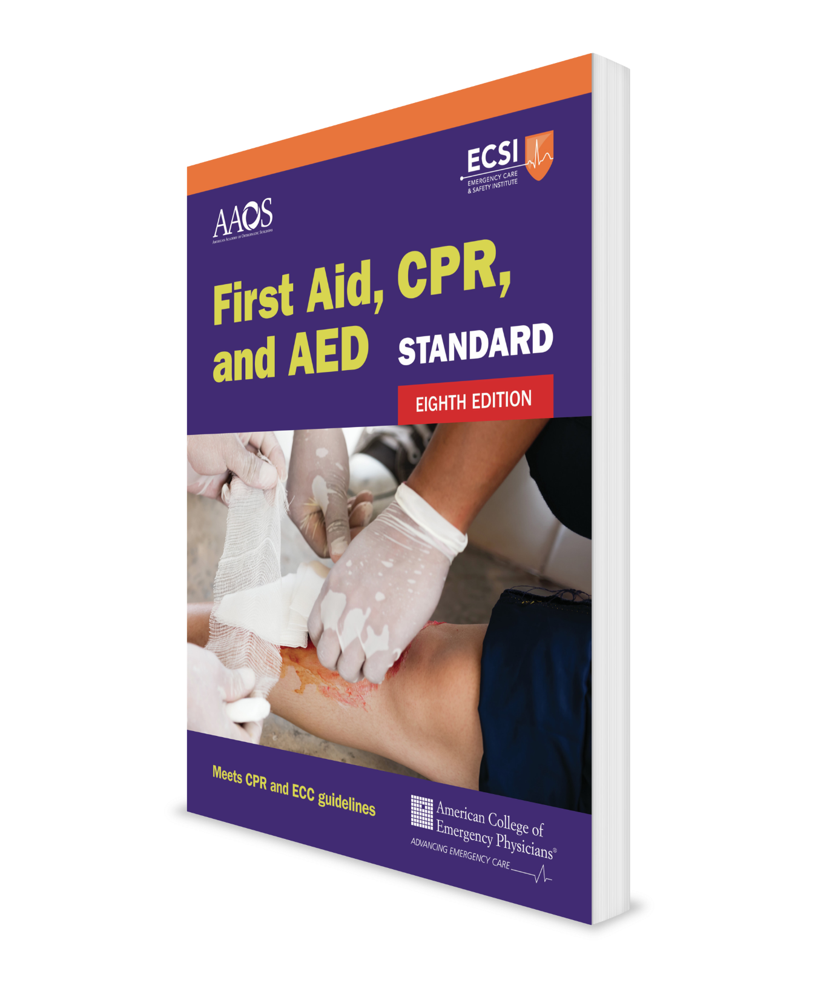 ECSI
EMERGENCY CARE
& SAFETY INSTITUTE
AAOS
AMERICAN ACADEMY OF ORTHOPAEDIC SURGEONS
First Aid, CPR,
and AED STANDARD
EIGHTH EDITION
Meets CPR and ECC guidelines
American College of
Emergency Physicians®
ADVANCING EMERGENCY CARE